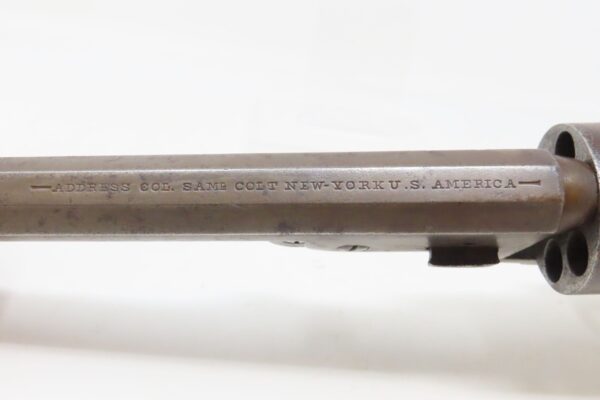 ADDRESS COL. SAML COLT NEW-YORK U.S. AMERICA